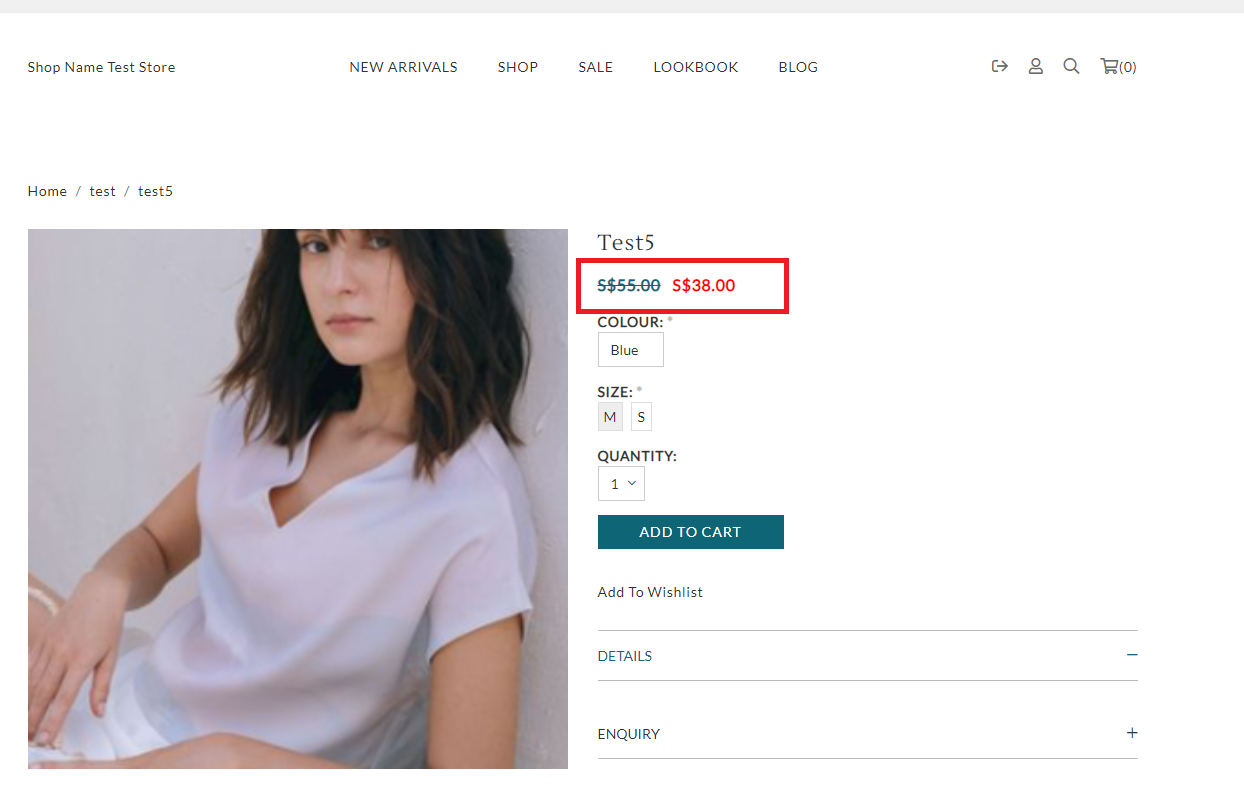 Shop Name Test Store
NEW ARRIVALS SHOP SALE LOOKBOOK BLOG
(0)
Home / test / test5
Test5
S$55.00 S$38.00
COLOUR: *
Blue
SIZE: *
M S
QUANTITY:
1
ADD TO CART
Add To Wishlist
DETAILS −
ENQUIRY +